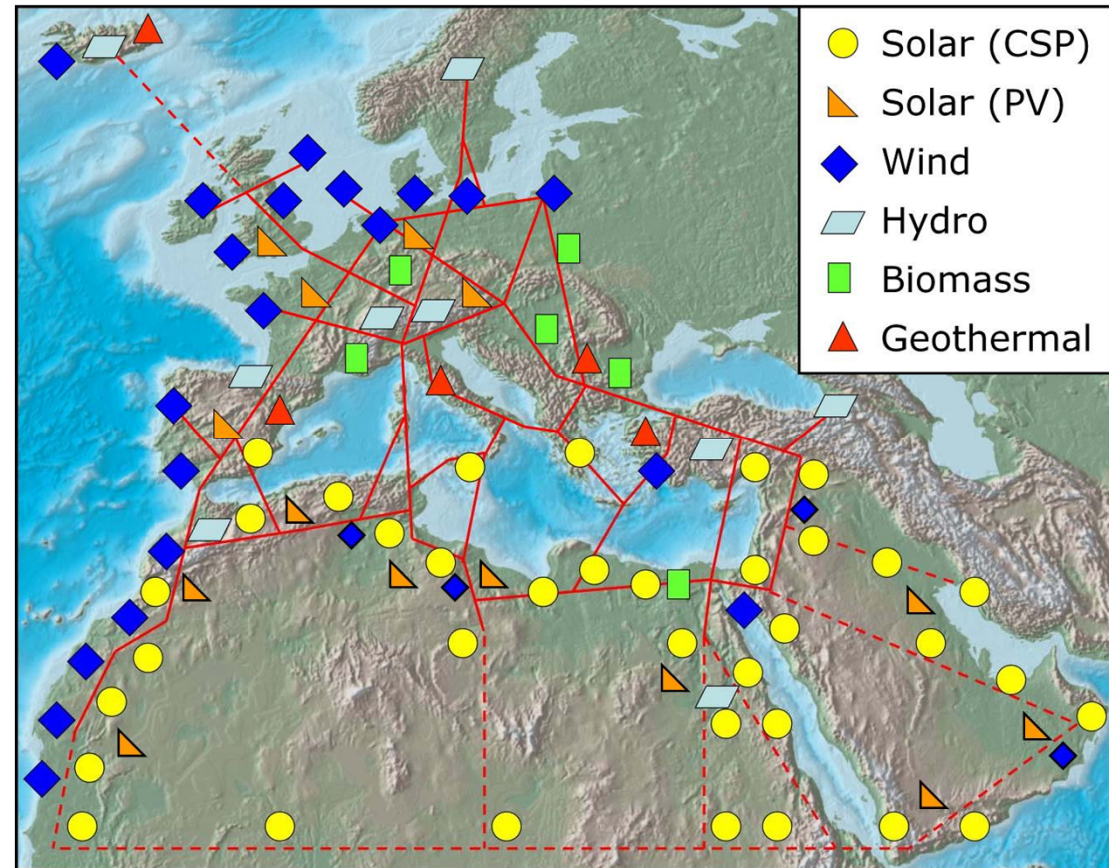 Solar (CSP)
Solar (PV)
Wind
Hydro
Biomass
Geothermal